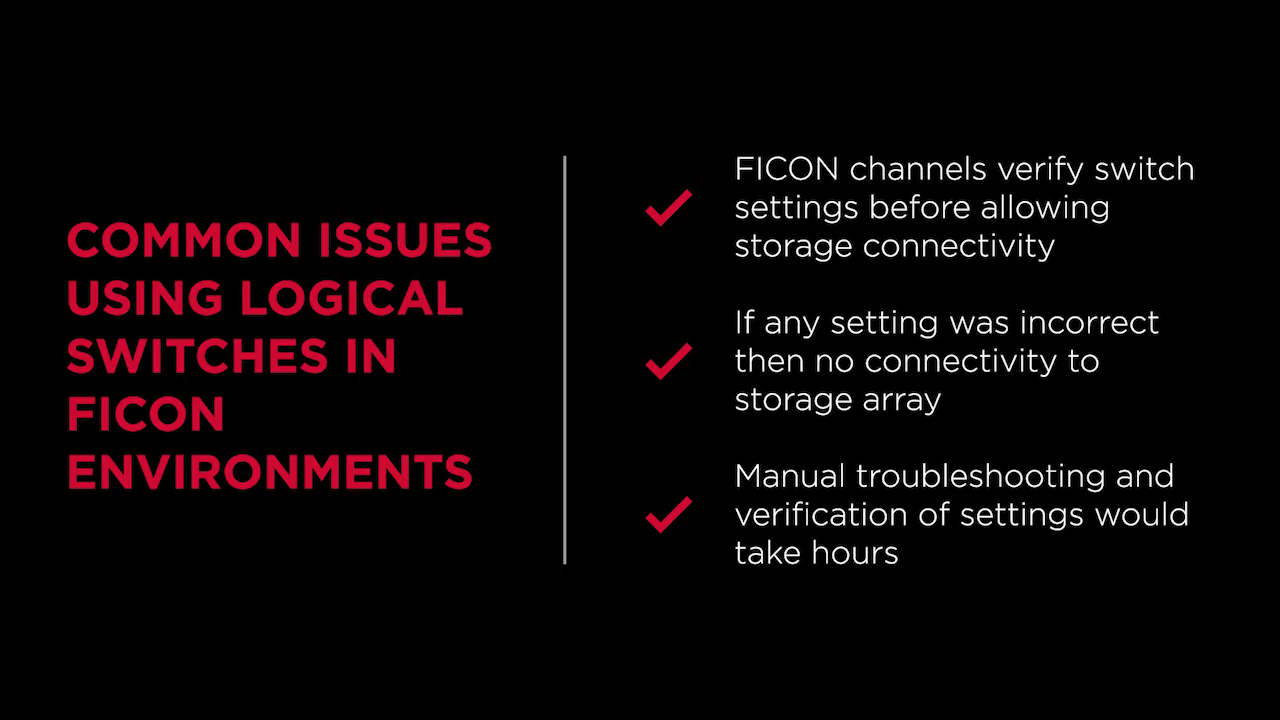 COMMON ISSUES
USING LOGICAL
SWITCHES IN
FICON
ENVIRONMENTS
FICON channels verify switch
settings before allowing
storage connectivity
If any setting was incorrect
then no connectivity to
storage array
Manual troubleshooting and
verification of settings would
take hours